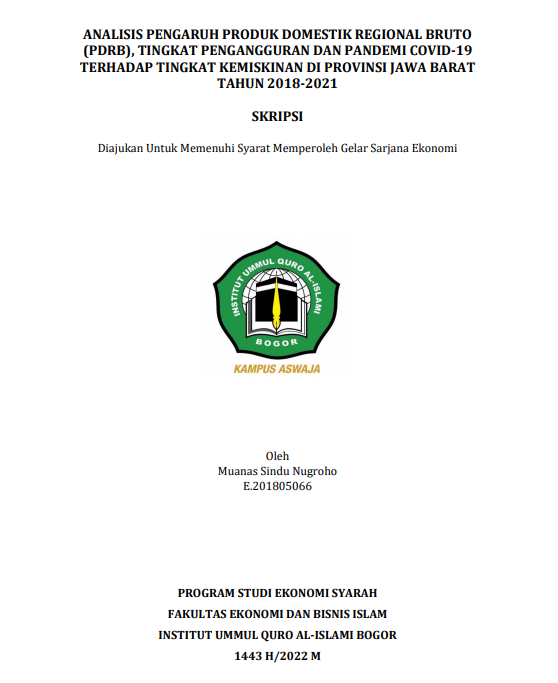 ANALISIS PENGARUH PRODUK DOMESTIK REGIONAL BRUTO
(PDRB), TINGKAT PENGANGGURAN DAN PANDEMI COVID-19
TERHADAP TINGKAT KEMISKINAN DI PROVINSI JAWA BARAT
TAHUN 2018-2021
SKRIPSI
Diajukan Untuk Memenuhi Syarat Memperoleh Gelar Sarjana Ekonomi
INSTITUT UMMUL QURO AL-ISLAMI
BOGOR
KAMPUS ASWAJA
Oleh
Muanas Sindu Nugroho
E.201805066
PROGRAM STUDI EKONOMI SYARAH
FAKULTAS EKONOMI DAN BISNIS ISLAM
INSTITUT UMMUL QURO AL-ISLAMI BOGOR
1443 H/2022 M